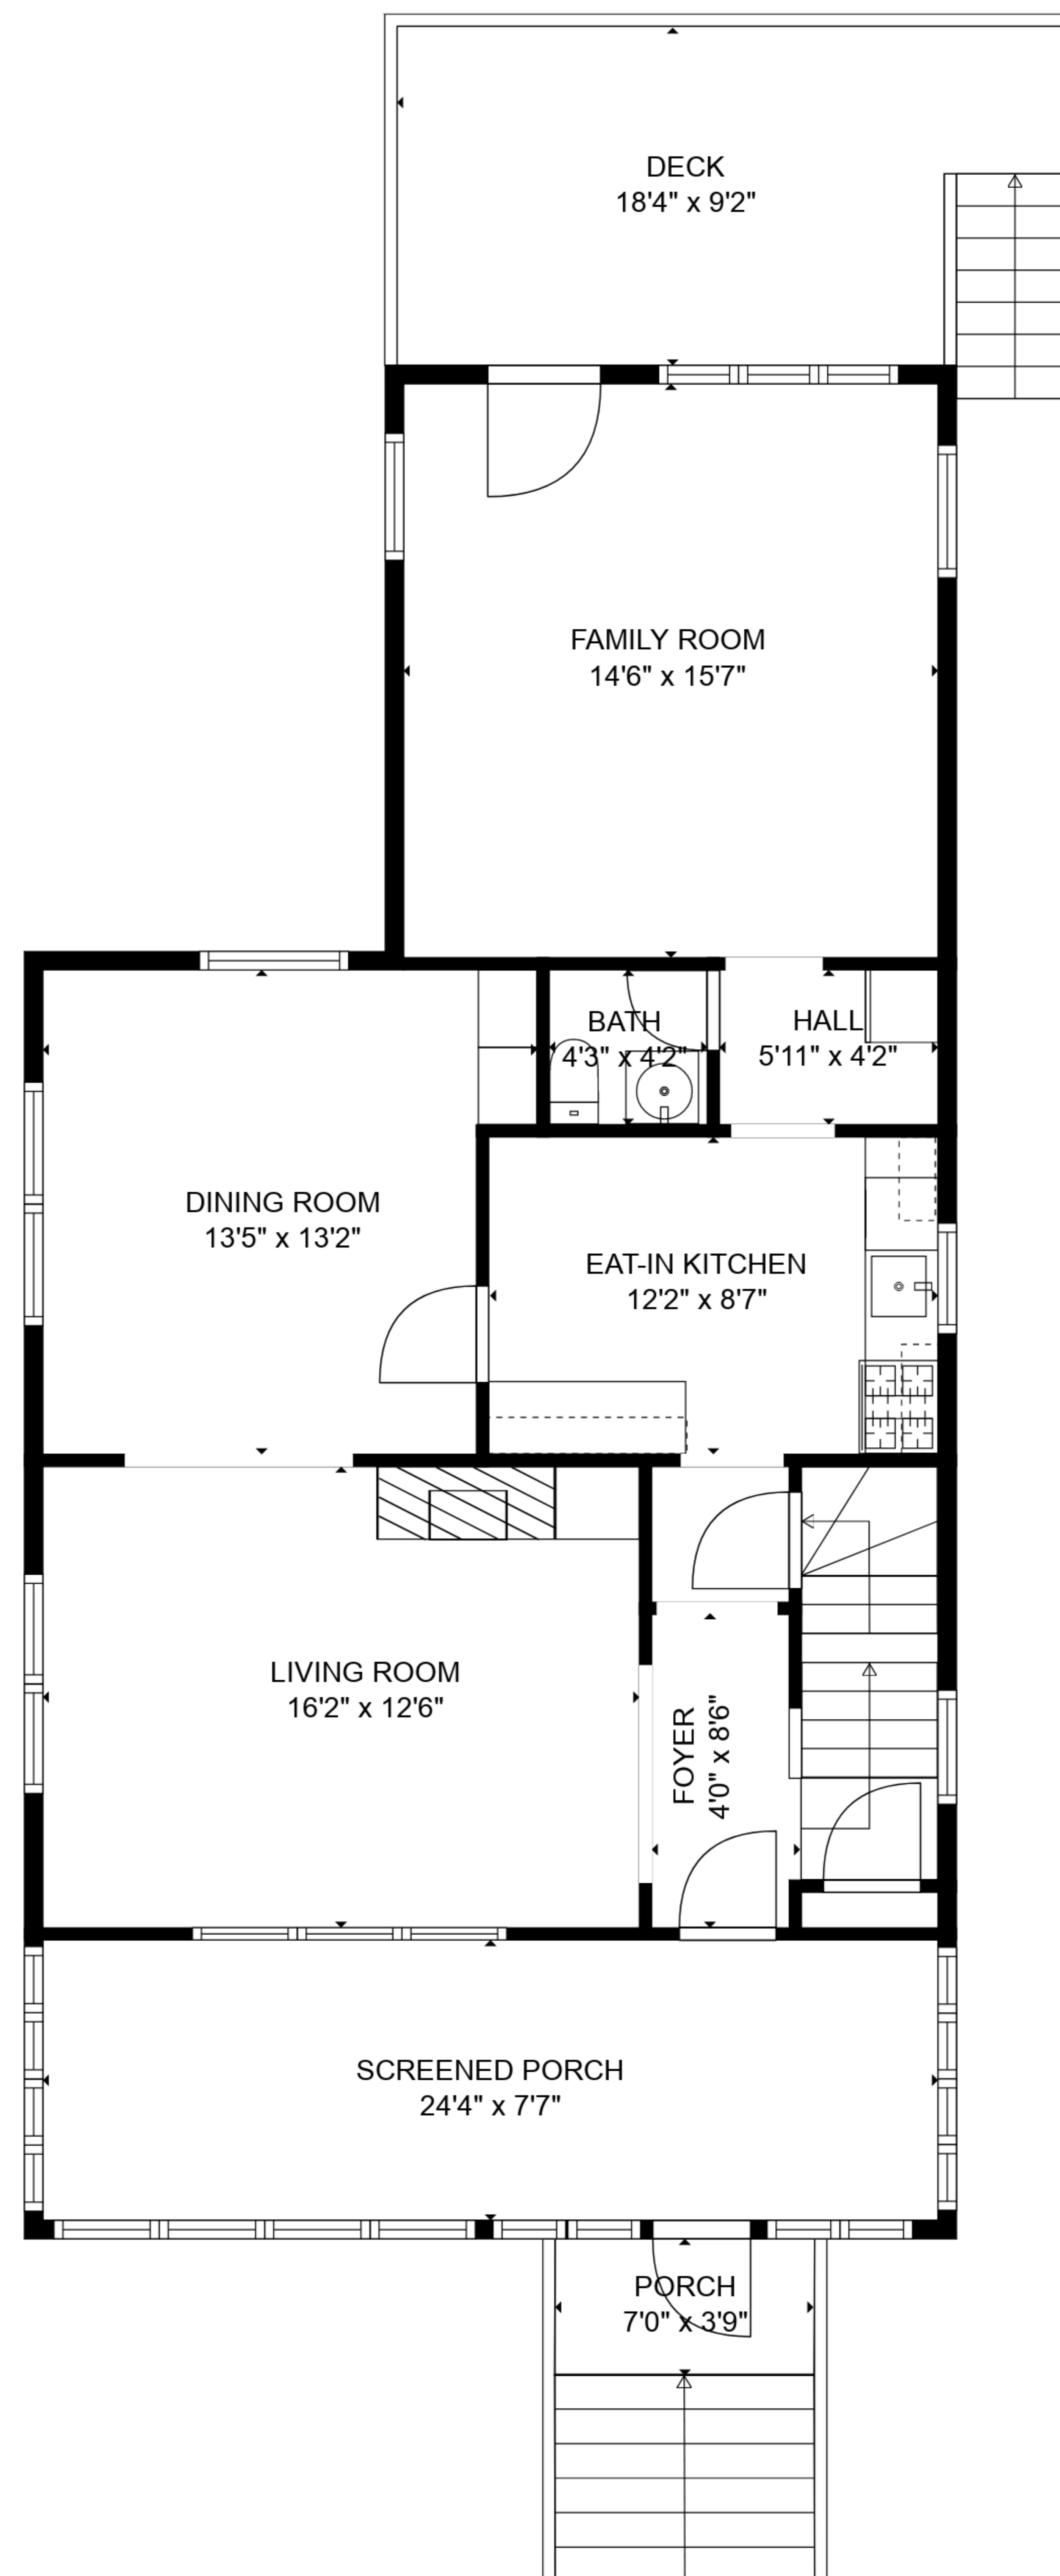 DECK
18'4" x 9'2"
FAMILY ROOM
14'6" x 15'7"
BATH
4'3" x 4'2"
HALL
5'11" x 4'2"
DINING ROOM
13'5" x 13'2"
EAT-IN KITCHEN
12'2" x 8'7"
LIVING ROOM
16'2" x 12'6"
FOYER
4'0" x 8'6"
SCREENED PORCH
24'4" x 7'7"
PORCH
7'0" x 3'9"